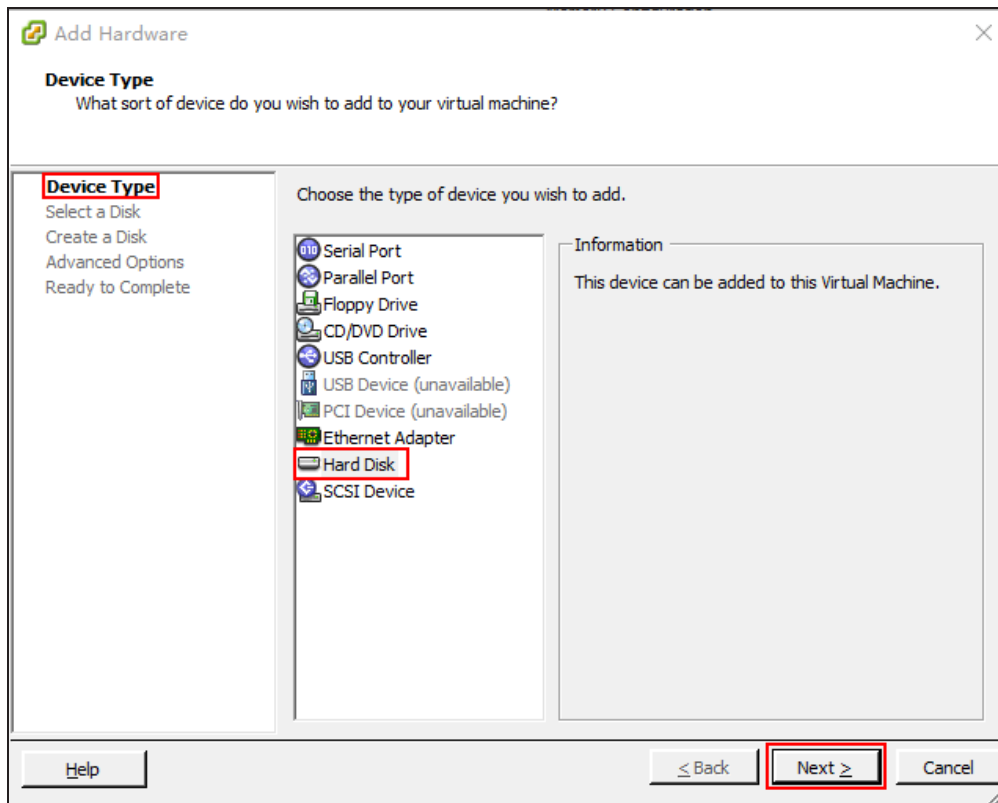 Add Hardware
Device Type
What sort of device do you wish to add to your virtual machine?
Device Type
Select a Disk
Create a Disk
Advanced Options
Ready to Complete
Choose the type of device you wish to add.
Serial Port
Parallel Port
Floppy Drive
CD/DVD Drive
USB Controller
USB Device (unavailable)
PCI Device (unavailable)
Ethernet Adapter
Hard Disk
SCSI Device
Information
This device can be added to this Virtual Machine.
Help
< Back
Next >
Cancel